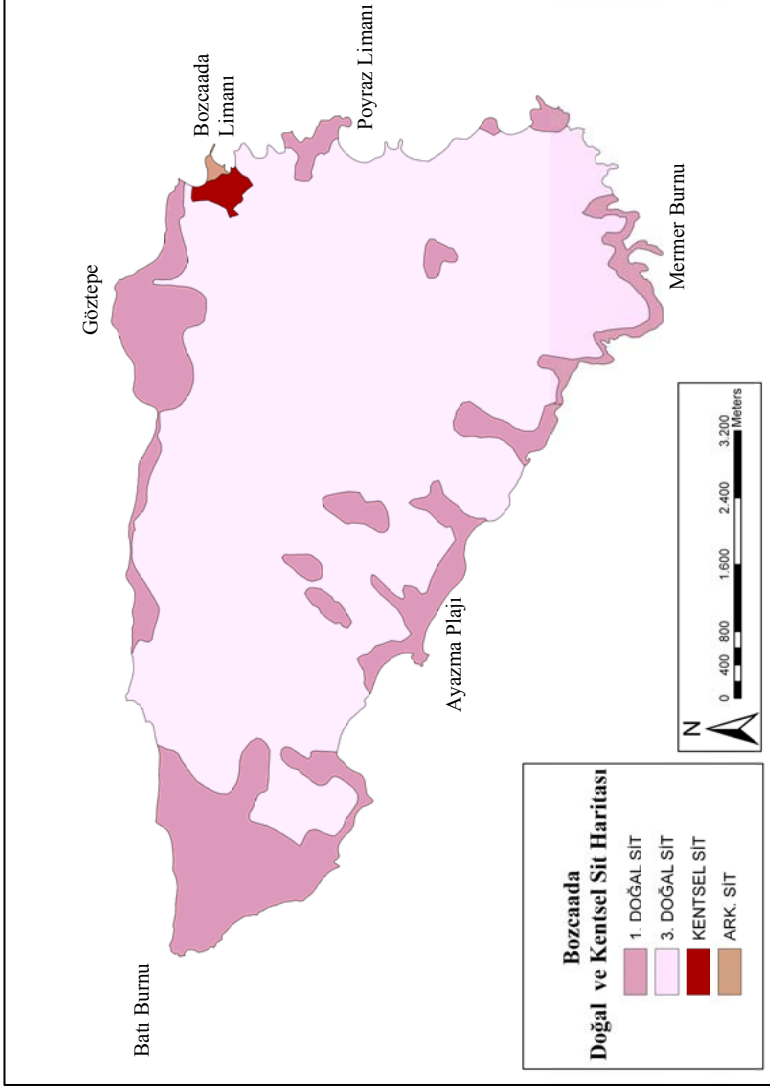 Bozcaada
Limanı
Poyraz Limanı
Göztepe
Mermer Burnu
Ayazma Plajı
Batı Burnu
N
0 400 800 1.600 2.400 3.200
Meters
Bozcaada
Doğal ve Kentsel Sit Haritası
1. DOĞAL SİT
3. DOĞAL SİT
KENTSEL SİT
ARK. SİT